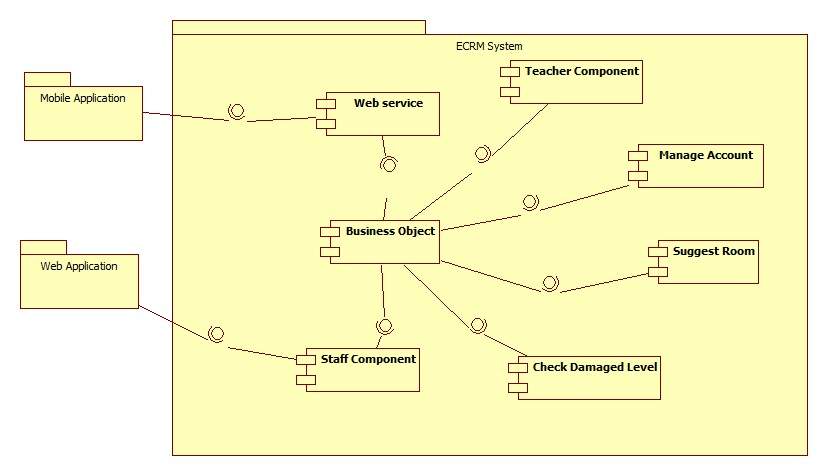 ECRM System
Teacher Component
Mobile Application
Web service
Manage Account
Business Object
Suggest Room
Web Application
Staff Component
Check Damaged Level